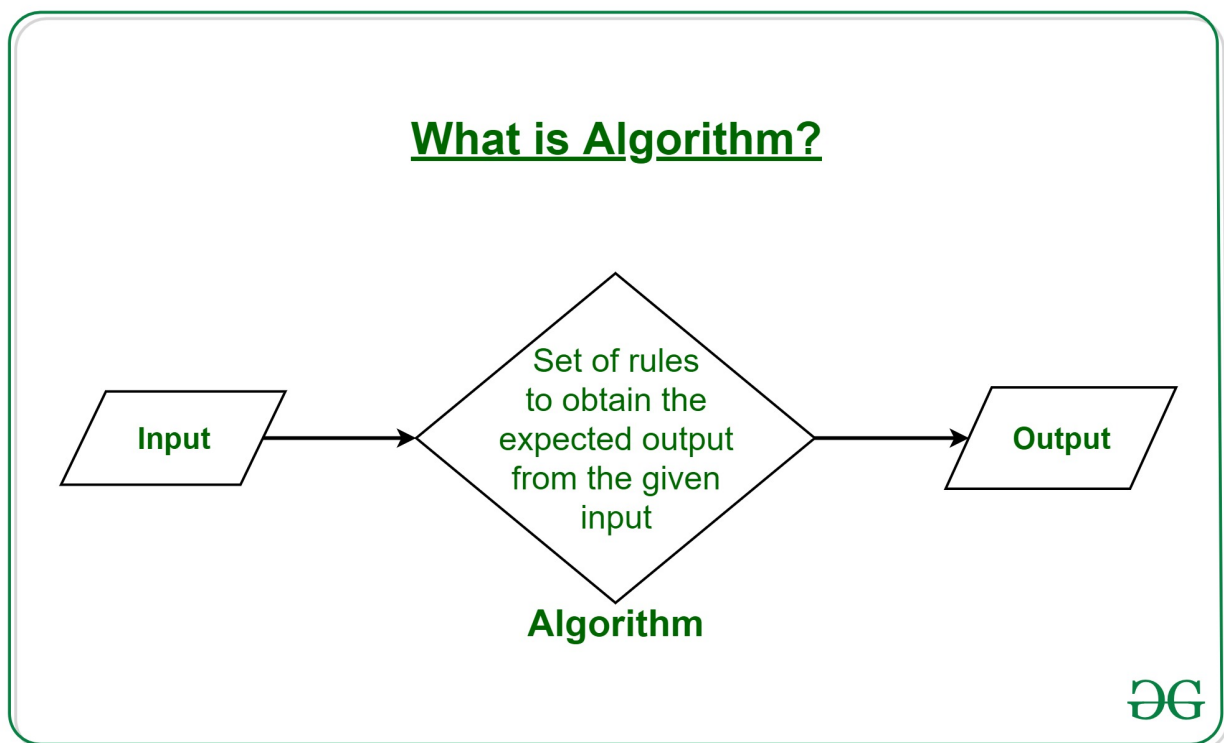 What is Algorithm?
Input
Set of rules
to obtain the
expected output
from the given
input
Output
Algorithm